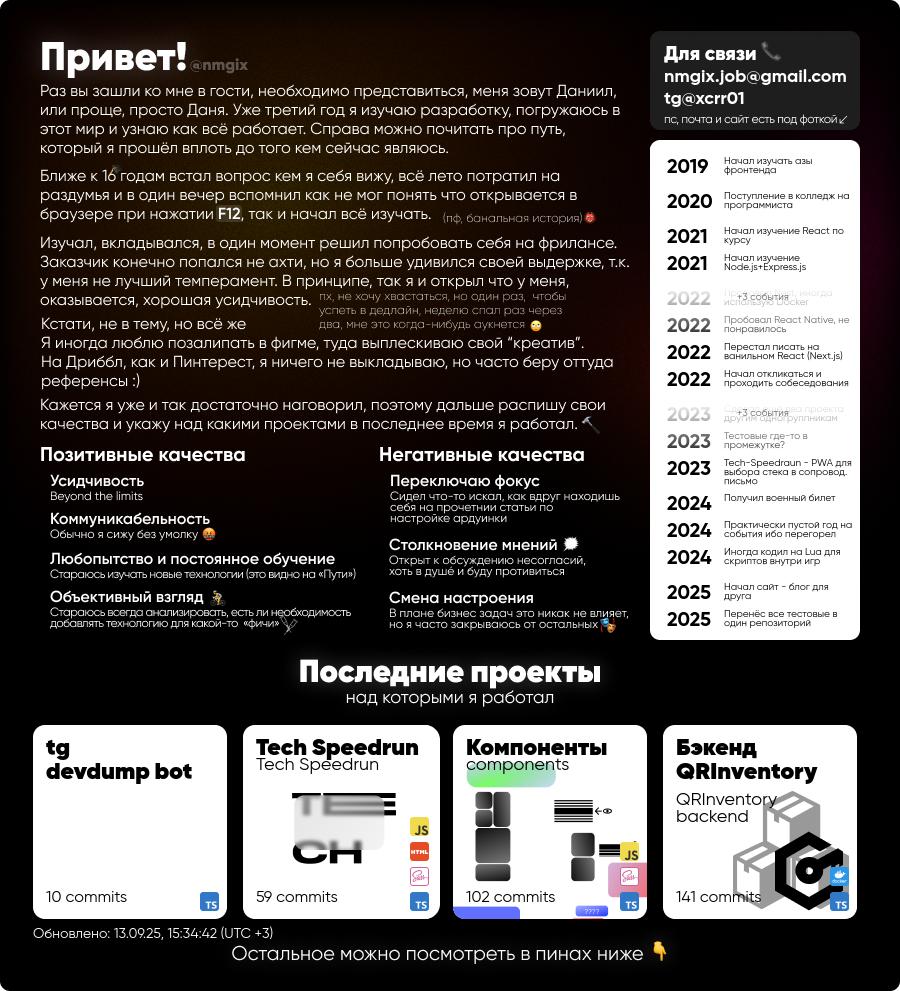 Привет! @nmgix
Раз вы зашли ко мне в гости, необходимо представиться, меня зовут Даниил,
или проще, просто Даня. Уже третий год я изучаю разработку, погружаюсь в
этот мир и узнаю как всё работает. Справа можно почитать про путь,
который я прошёл вплоть до того кем сейчас являюсь.
Ближе к 16 годам встал вопрос кем я себя вижу, всё лето потратил на
раздумья и в один вечер вспомнил как не мог понять что открывается в
браузере при нажатии F12, так и начал всё изучать. (пф, банальная история)👹
Изучал, вкладывался, в один момент решил попробовать себя на фрилансе.
Заказчик конечно попался не ахти, но я больше удивился своей выдержке, т.к.
у меня не лучший темперамент. В принципе, так я и открыл что у меня,
оказывается, хорошая усидчивость.
пх, не хочу хвастаться, но один раз, чтобы
успеть в дедлайн, неделю спал раз через
два, мне это когда-нибудь аукнется 🙄
Кстати, не в тему, но всё же
Я иногда люблю позалипать в фигме, туда выплескиваю свой “креатив”.
На Дриббл, как и Пинтерест, я ничего не выкладываю, но часто беру оттуда
референсы :)
Кажется я уже и так достаточно наговорил, поэтому дальше распишу свои
качества и укажу над какими проектами в последнее время я работал.🔨
Позитивные качества
Усидчивость
Beyond the limits
Коммуникабельность
Обычно я сижу без умолку 🤬
Любопытство и постоянное обучение
Стараюсь изучать новые технологии (это видно на «Пути»)
Объективный взгляд
Стараюсь всегда анализировать, есть ли необходимость
добавлять технологию для какой-то «фичи»
Негативные качества
Переключаю фокус
Сидел что-то искал, как вдруг находишь
себя на прочетнии статьи по
настройке ардуинки
Столкновение мнений
Открыт к обсуждению несогласий,
хоть в душе и буду противиться
Смена настроения
В плане бизнес задач это никак не влияет,
но я часто закрываюсь от остальных🎭
Для связи 📞
nmgix.job@gmail.com
tg@xcrr01
пс, почта и сайт есть под фоткой↙
2019 Начал изучать азы
фронтенда
2020 Поступление в колледж на
программиста
2021 Начал изучение React по
курсу
2021 Начал изучение
Node.js+Express.js
2022 +3 события
использую Docker
2022 Пробовал React Native, не
понравилось
2022 Перестал писать на
ванильном React (Next.js)
2022 Начал откликаться и
проходить собеседования
2023 +3 события
другим одногруппникам
2023 Тестовые где-то в
промежутке?
2023 Tech-Speedraun - PWA для
выбора стека в сопровод.
письмо
2024 Получил военный билет
2024 Практически пустой год на
события ибо перегорел
2024 Иногда кодил на Lua для
скриптов внутри игр
2025 Начал сайт - блог для
друга
2025 Перенёс все тестовые в
один репозиторий
Последние проекты
над которыми я работал
tg
devdump bot
10 commits
TS
Tech Speedrun
Tech Speedrun
TECH
JS
HTML
Sass
59 commits
TS
Компоненты
components
JS
Sass
102 commits
TS
????
Бэкенд
QRInventory
QRInventory
backend
docker
141 commits
TS
Обновлено: 13.09.25, 15:34:42 (UTC +3)
Остальное можно посмотреть в пинах ниже 👇